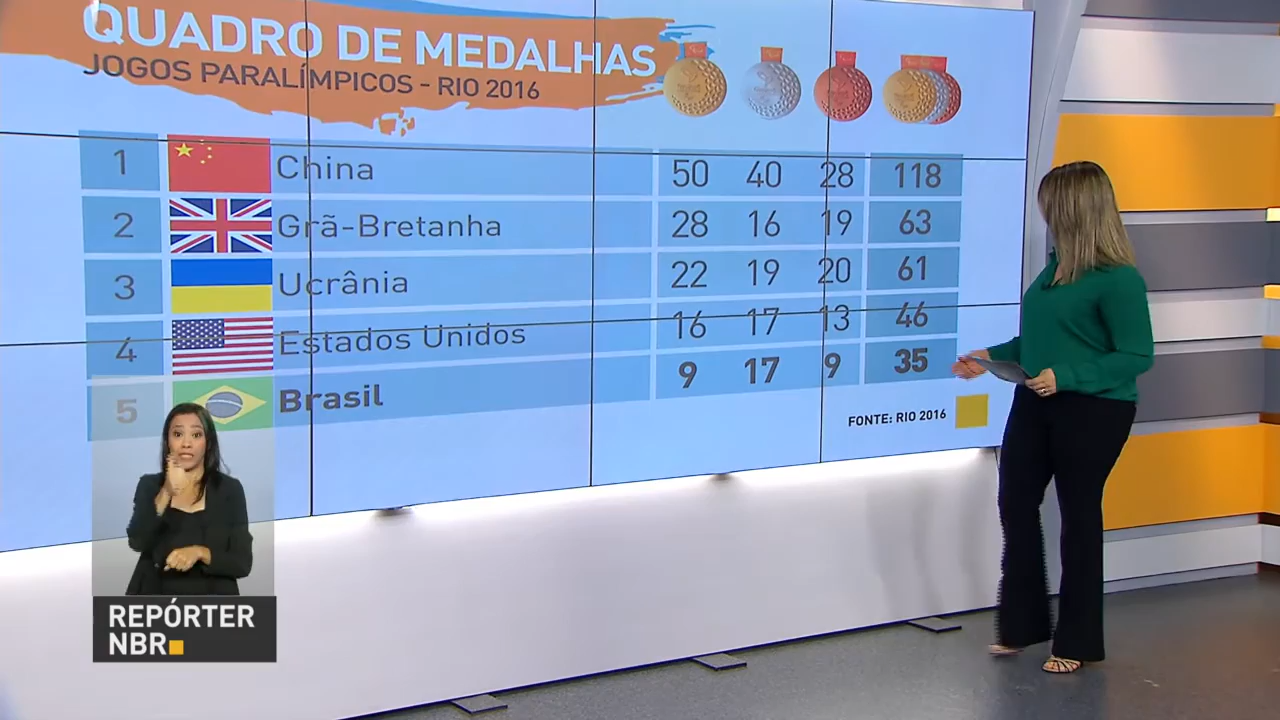 QUADRO DE MEDALHAS
JOGOS PARALÍMPICOS - RIO 2016
1 China 50 40 28 118
2 Grã-Bretanha 28 16 19 63
3 Ucrânia 22 19 20 61
4 Estados Unidos 16 17 13 46
5 Brasil 9 17 9 35
FONTE: RIO 2016
REPÓRTER
NBR